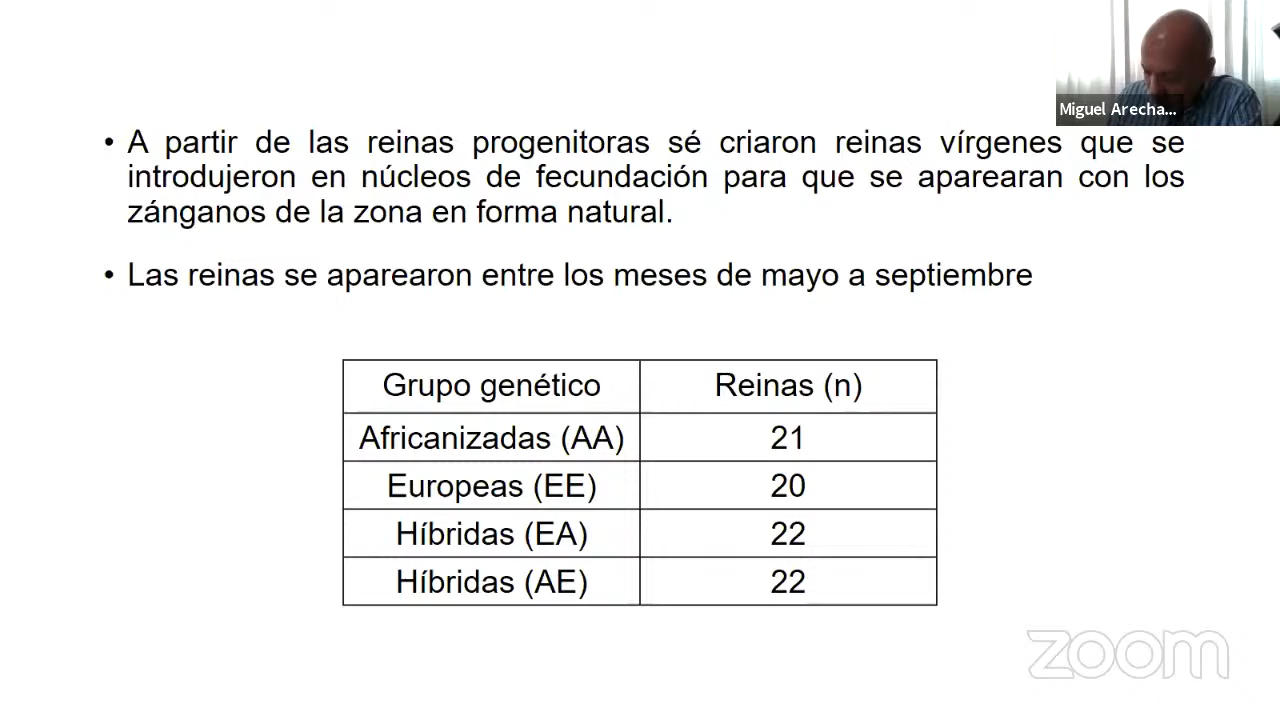 Miguel Arecha...
• A partir de las reinas progenitoras sé criaron reinas vírgenes que se
introdujeron en núcleos de fecundación para que se aparearan con los
zánganos de la zona en forma natural.
• Las reinas se aparearon entre los meses de mayo a septiembre
Grupo genético Reinas (n)
Africanizadas (AA) 21
Europeas (EE) 20
Híbridas (EA) 22
Híbridas (AE) 22
zoom